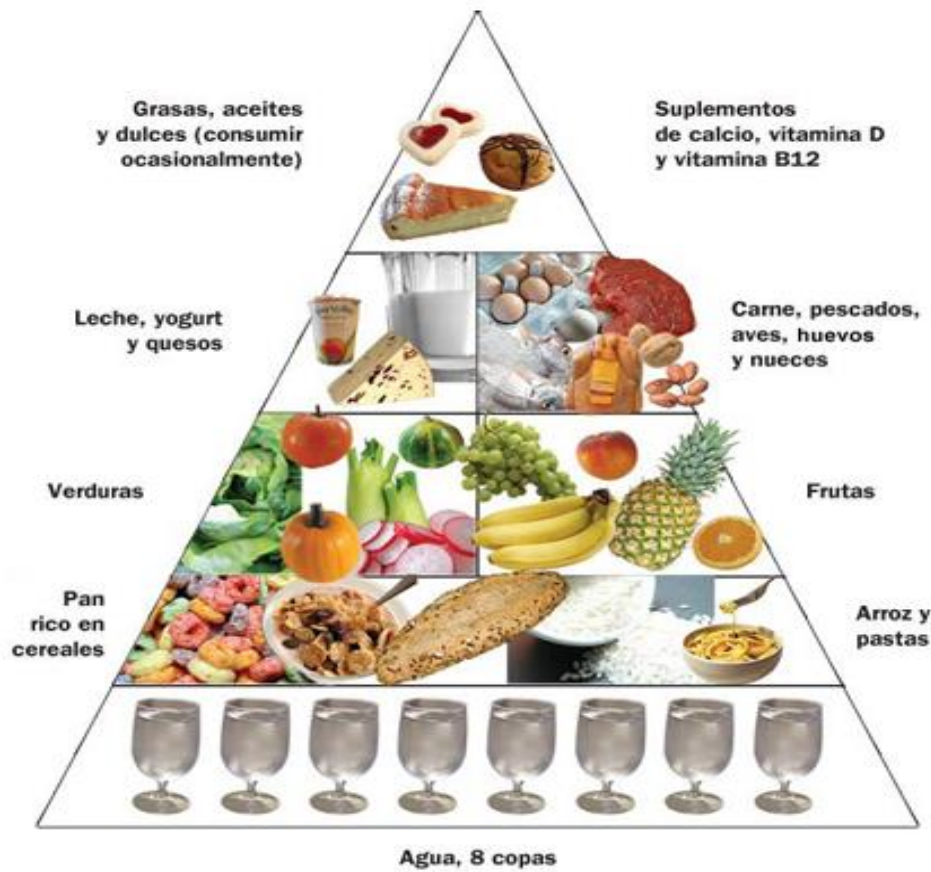 Grasas, aceites
y dulces (consumir
ocasionalmente)
Suplementos
de calcio, vitamina D
y vitamina B12
Leche, yogurt
y quesos
Carne, pescados,
aves, huevos
y nueces
Verduras
Frutas
Pan
rico en
cereales
Arroz y
pastas
Agua, 8 copas